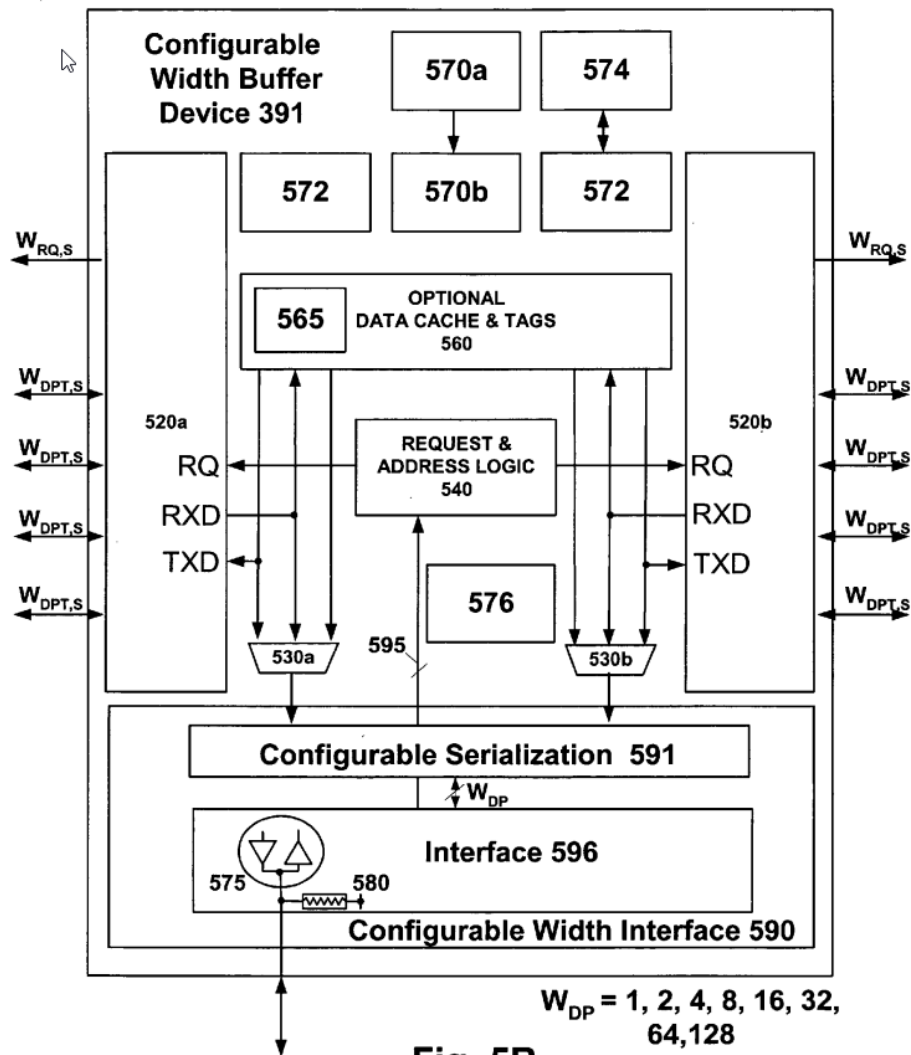 Configurable
Width Buffer
Device 391
570a
574
572
570b
572
W_RQ,S
W_RQ,S
565
OPTIONAL
DATA CACHE & TAGS
560
W_DPT,S
W_DPT,S
520a
520b
REQUEST &
ADDRESS LOGIC
540
W_DPT,S
RQ
RQ
W_DPT,S
RXD
RXD
W_DPT,S
W_DPT,S
TXD
TXD
576
W_DPT,S
W_DPT,S
595
530a
530b
Configurable Serialization 591
W_DP
Interface 596
575
580
Configurable Width Interface 590
W_DP = 1, 2, 4, 8, 16, 32,
64,128